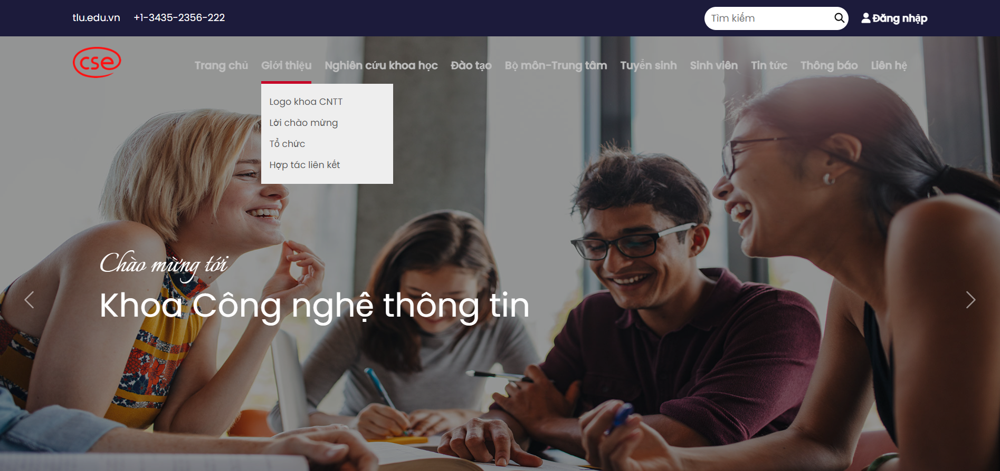 tlu.edu.vn +1-3435-2356-222 Tìm kiếm Đăng nhập
cse Trang chủ Giới thiệu Nghiên cứu khoa học Đào tạo Bộ môn-Trung tâm Tuyển sinh Sinh viên Tin tức Thông báo Liên hệ
Logo khoa CNTT
Lời chào mừng
Tổ chức
Hợp tác liên kết
Chào mừng tới
Khoa Công nghệ thông tin